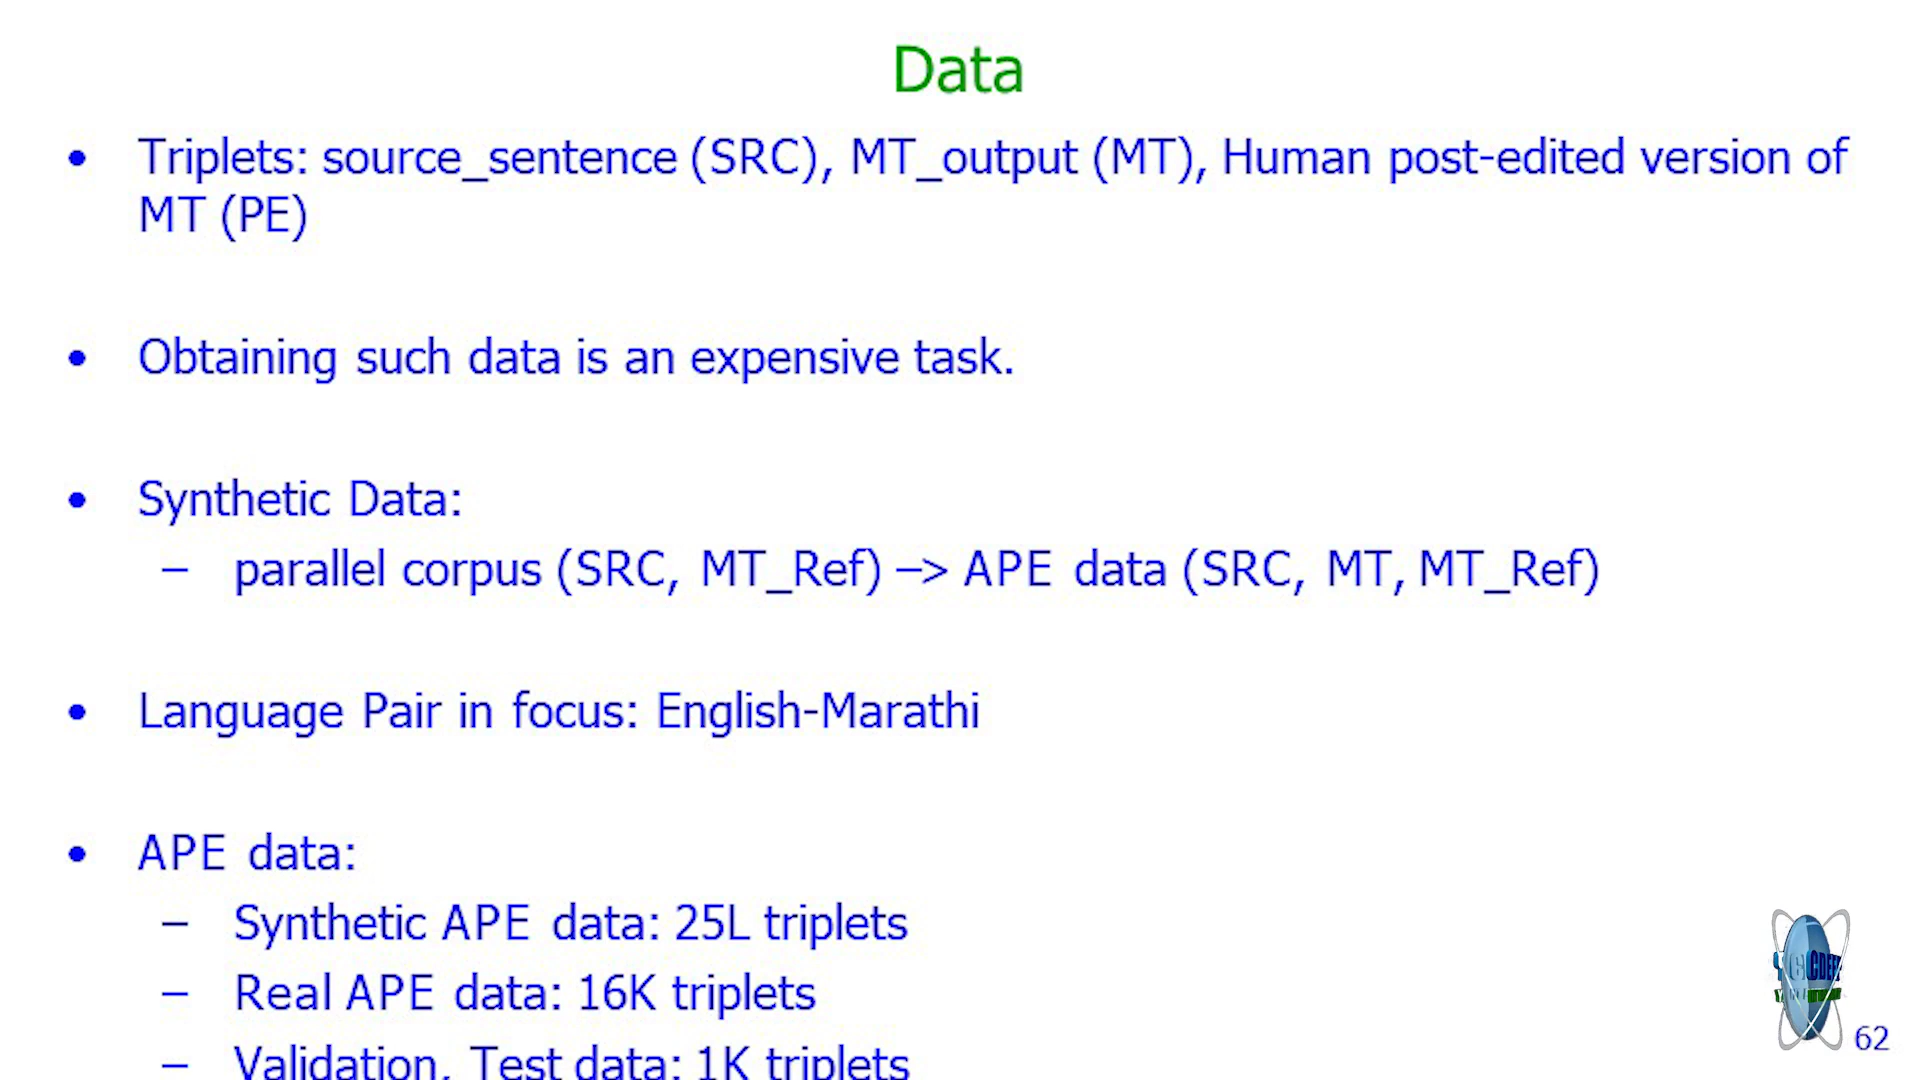 Data
• Triplets: source_sentence (SRC), MT_output (MT), Human post-edited version of
MT (PE)
• Obtaining such data is an expensive task.
• Synthetic Data:
– parallel corpus (SRC, MT_Ref) –> APE data (SRC, MT, MT_Ref)
• Language Pair in focus: English-Marathi
• APE data:
– Synthetic APE data: 25L triplets
– Real APE data: 16K triplets
– Validation, Test data: 1K triplets
62